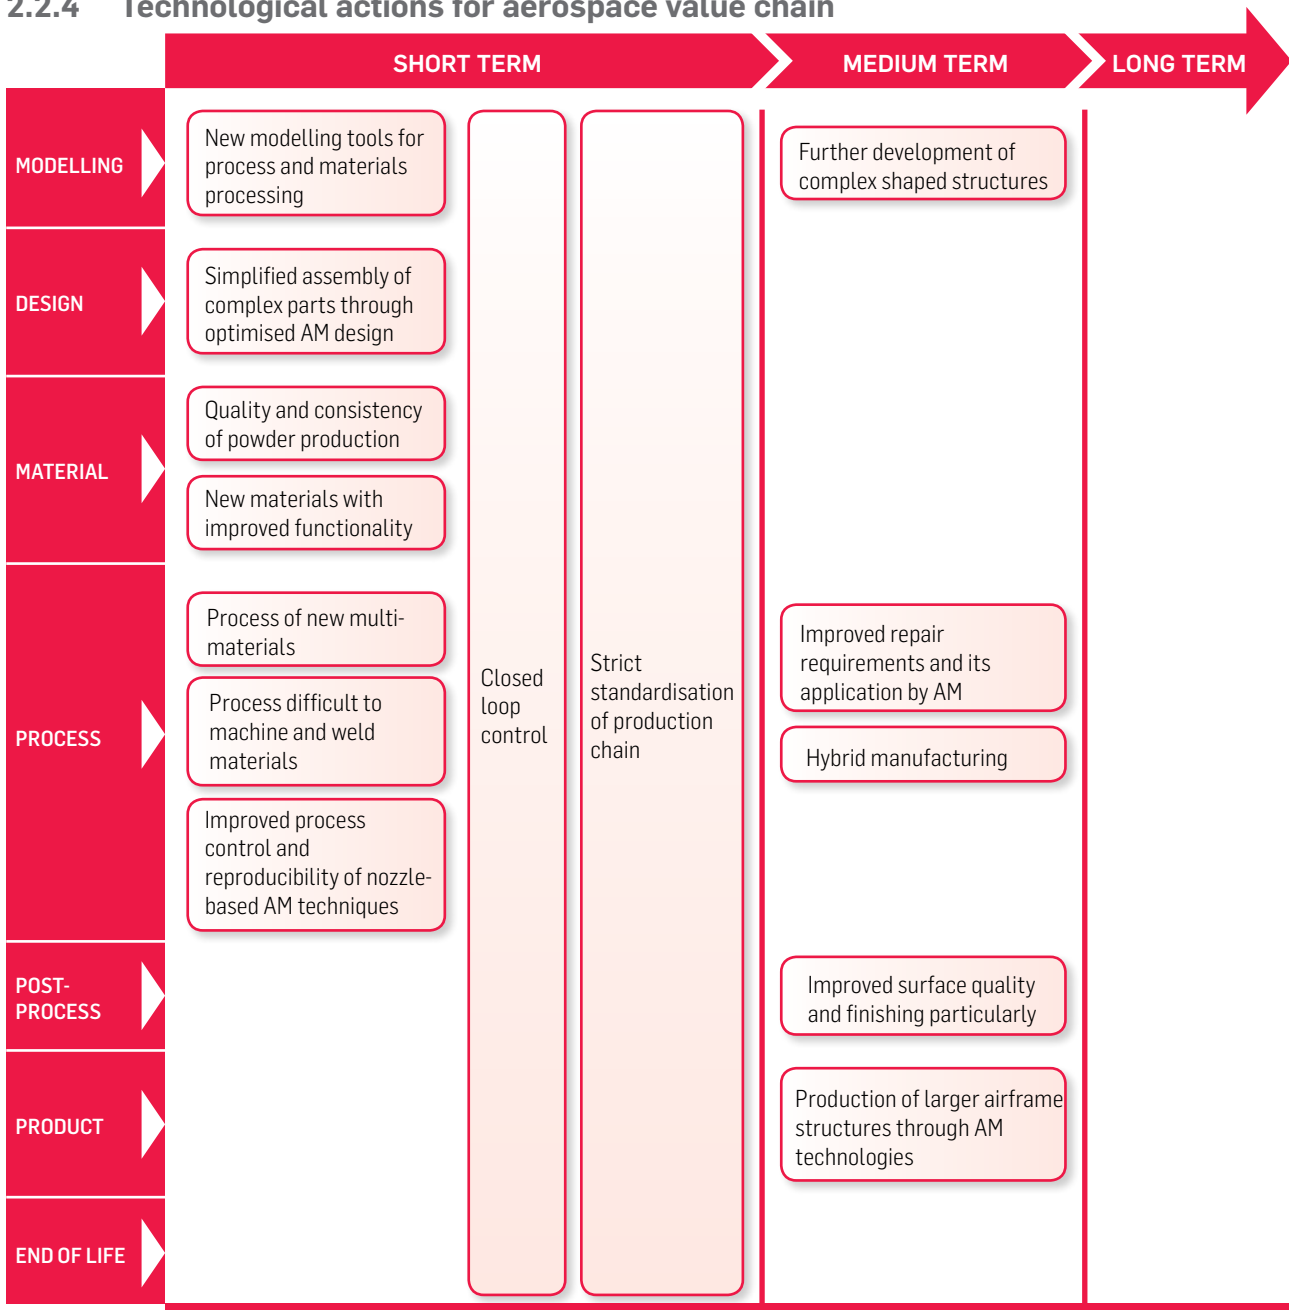 2.2.4 Technological actions for aerospace value chain
SHORT TERM
MEDIUM TERM
LONG TERM
MODELLING
New modelling tools for
process and materials
processing
Further development of
complex shaped structures
DESIGN
Simplified assembly of
complex parts through
optimised AM design
MATERIAL
Quality and consistency
of powder production
New materials with
improved functionality
PROCESS
Process of new multi-
materials
Process difficult to
machine and weld
materials
Improved process
control and
reproducibility of nozzle-
based AM techniques
Closed
loop
control
Strict
standardisation
of production
chain
Improved repair
requirements and its
application by AM
Hybrid manufacturing
POST-
PROCESS
Improved surface quality
and finishing particularly
PRODUCT
Production of larger airframe
structures through AM
technologies
END OF LIFE